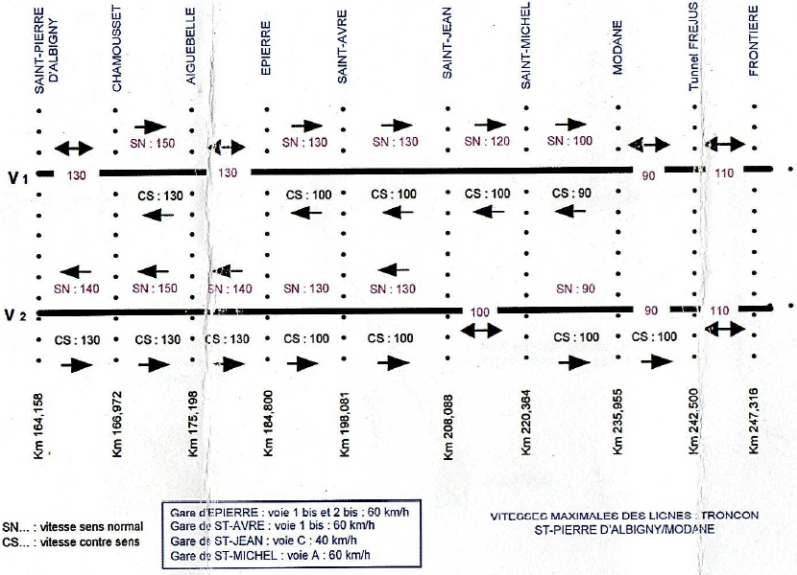 SAINT-PIERRE
D'ALBIGNY
CHAMOUSSET
AIGUEBELLE
EPIERRE
SAINT-AVRE
SAINT-JEAN
SAINT-MICHEL
MODANE
Tunnel FREJUS
FRONTIERE
SN : 150
SN : 130
SN : 130
SN : 120
SN : 100
V 1
130
130
90
110
CS : 130
CS : 100
CS : 100
CS : 100
CS : 90
SN : 140
SN : 150
SN : 140
SN : 130
SN : 130
SN : 90
V 2
100
90
110
CS : 130
CS : 130
CS : 130
CS : 100
CS : 100
CS : 100
CS : 100
Km 164,158
Km 166,972
Km 175,198
Km 184,800
Km 198,081
Km 208,088
Km 220,364
Km 235,955
Km 242,500
Km 247,316
SN... : vitesse sens normal
CS... : vitesse contre sens
Gare d'EPIERRE : voie 1 bis et 2 bis : 60 km/h
Gare de ST-AVRE : voie 1 bis : 60 km/h
Gare de ST-JEAN : voie C : 40 km/h
Gare de ST-MICHEL : voie A : 60 km/h
VITESSES MAXIMALES DES LIGNES : TRONCON
ST-PIERRE D'ALBIGNY/MODANE